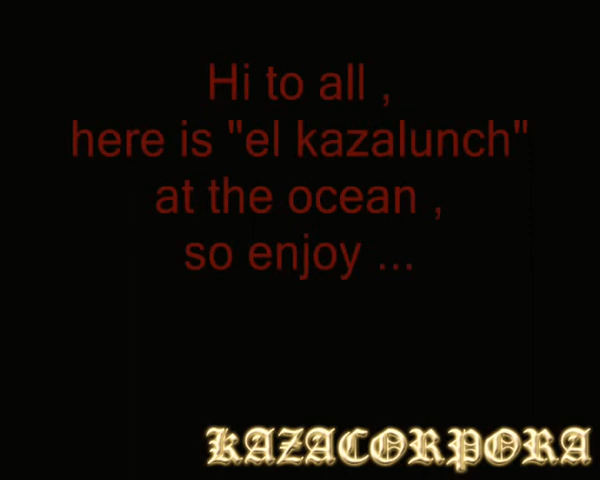 Hi to all ,
here is "el kazalunch"
at the ocean ,
so enjoy ...
KAZACORPORA